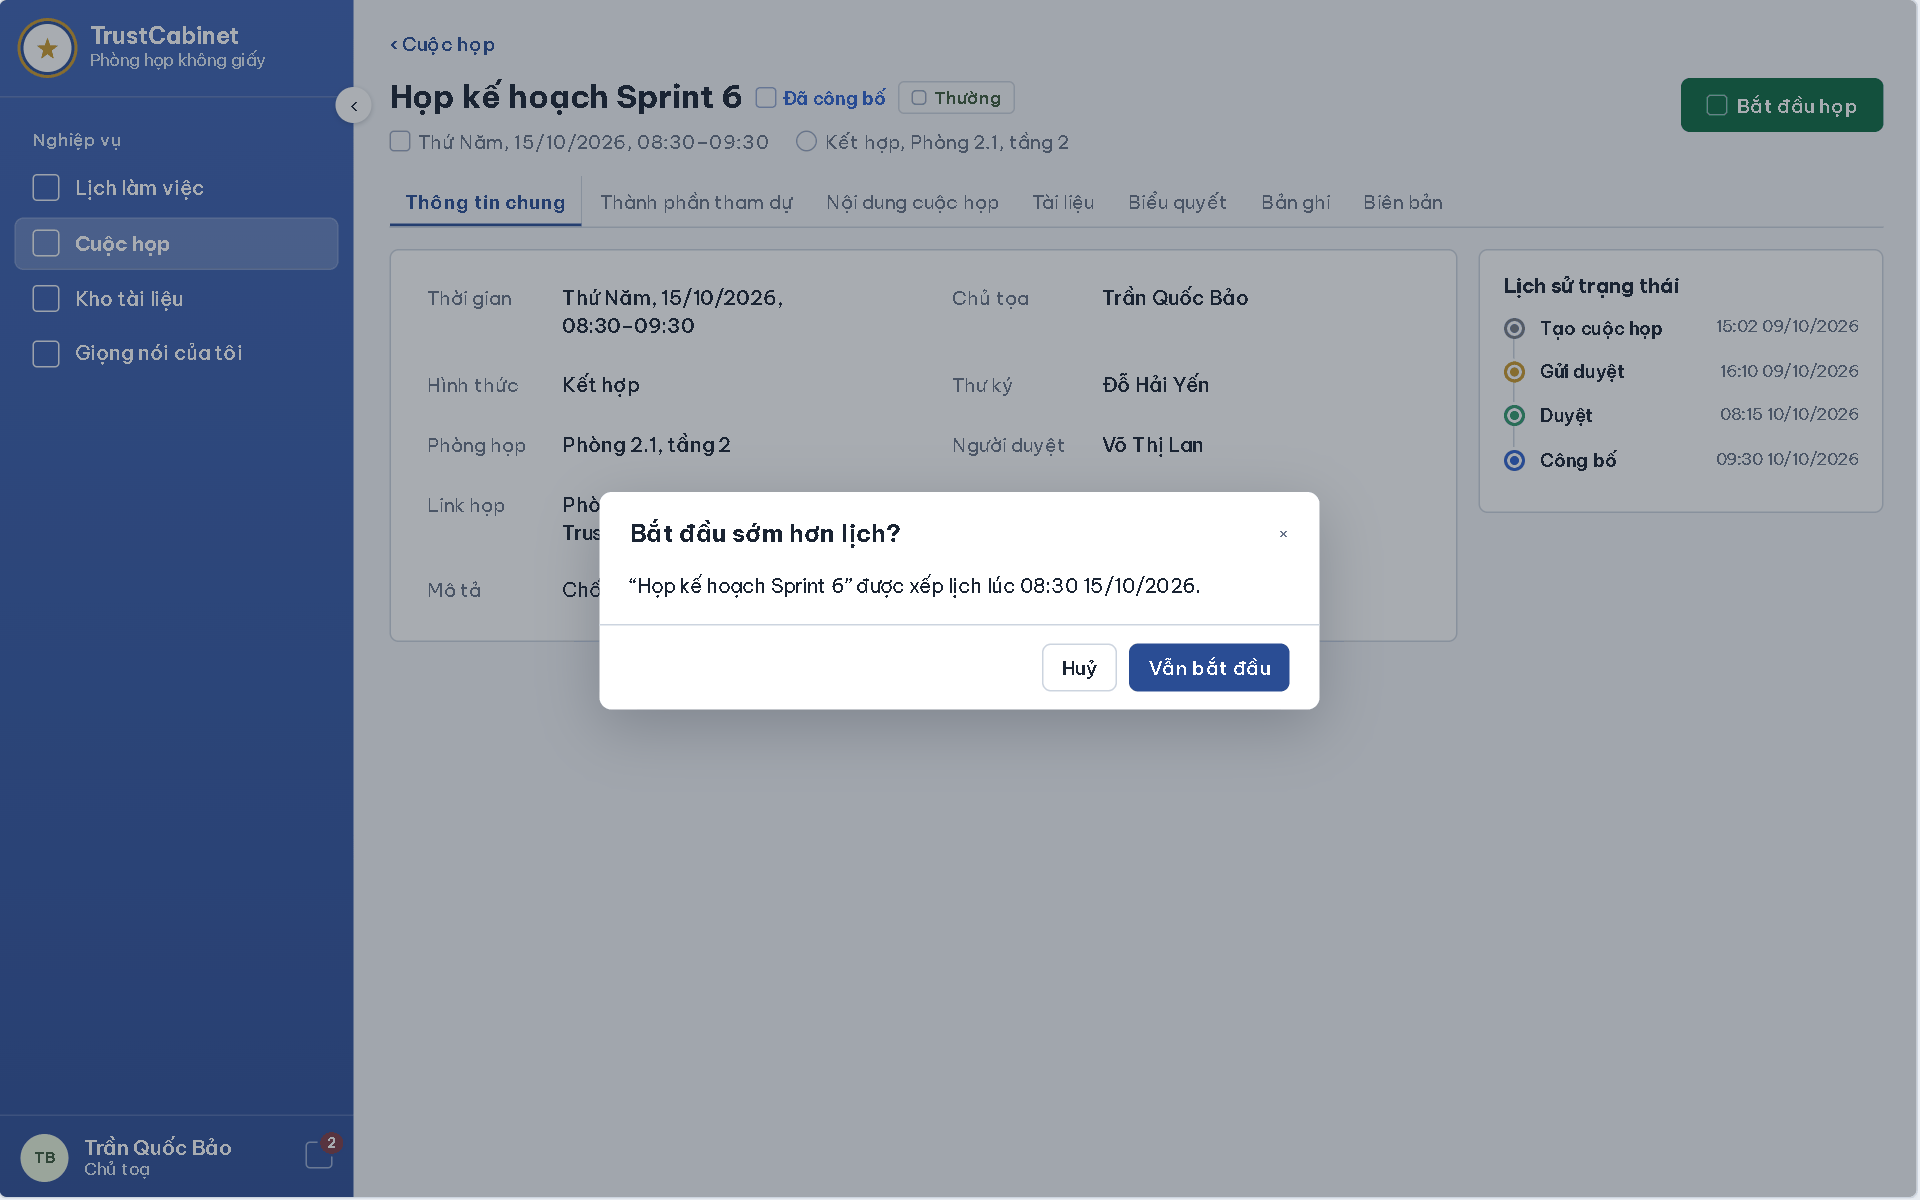 TrustCabinet
Phòng họp không giấy
Nghiệp vụ
Lịch làm việc
Cuộc họp
Kho tài liệu
Giọng nói của tôi
TB
Trần Quốc Bảo
Chủ toạ
2
‹ Cuộc họp
Họp kế hoạch Sprint 6
Đã công bố
Thường
Bắt đầu họp
Thứ Năm, 15/10/2026, 08:30–09:30
Kết hợp, Phòng 2.1, tầng 2
Thông tin chung
Thành phần tham dự
Nội dung cuộc họp
Tài liệu
Biểu quyết
Bản ghi
Biên bản
Thời gian
Thứ Năm, 15/10/2026,
08:30–09:30
Chủ tọa
Trần Quốc Bảo
Hình thức
Kết hợp
Thư ký
Đỗ Hải Yến
Phòng họp
Phòng 2.1, tầng 2
Người duyệt
Võ Thị Lan
Link họp
Phò
Trus
Mô tả
Chố
Lịch sử trạng thái
Tạo cuộc họp
15:02 09/10/2026
Gửi duyệt
16:10 09/10/2026
Duyệt
08:15 10/10/2026
Công bố
09:30 10/10/2026
Bắt đầu sớm hơn lịch?
×
“Họp kế hoạch Sprint 6” được xếp lịch lúc 08:30 15/10/2026.
Huỷ
Vẫn bắt đầu